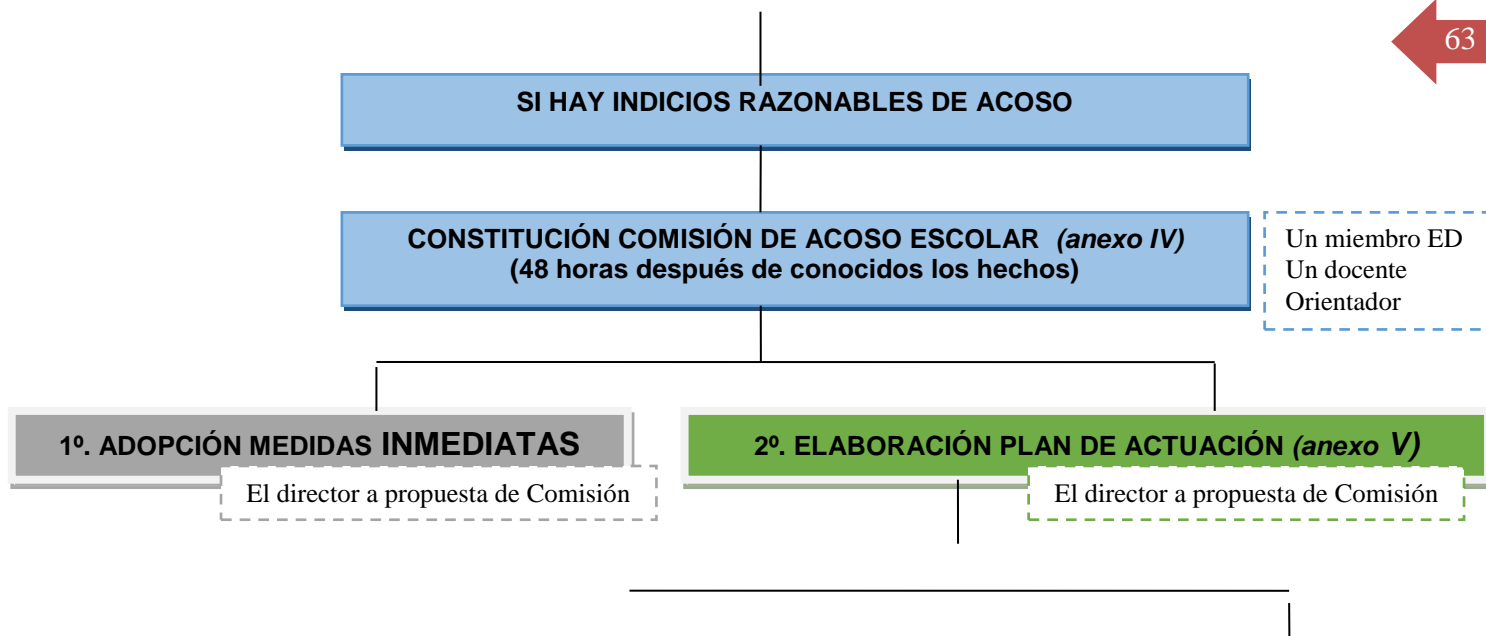 63
SI HAY INDICIOS RAZONABLES DE ACOSO
CONSTITUCIÓN COMISIÓN DE ACOSO ESCOLAR (anexo IV)
(48 horas después de conocidos los hechos)
Un miembro ED
Un docente
Orientador
1º. ADOPCIÓN MEDIDAS INMEDIATAS
El director a propuesta de Comisión
2º. ELABORACIÓN PLAN DE ACTUACIÓN (anexo V)
El director a propuesta de Comisión